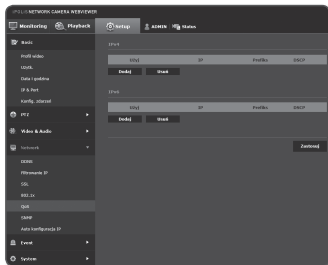 iPOLiS NETWORK CAMERA WEBVIEWER
Monitoring Playback Setup ADMIN Status
Basic
Profil wideo
Użytk.
Data i godzina
IP & Port
Konfig. zdarzeń
PTZ
Video & Audio
Network
DDNS
Filtrowanie IP
SSL
802.1x
QoS
SNMP
Auto konfiguracja IP
Event
System
IPv4
Użyj IP Prefiks DSCP
Dodaj Usuń
IPv6
Użyj IP Prefiks DSCP
Dodaj Usuń
Zastosuj